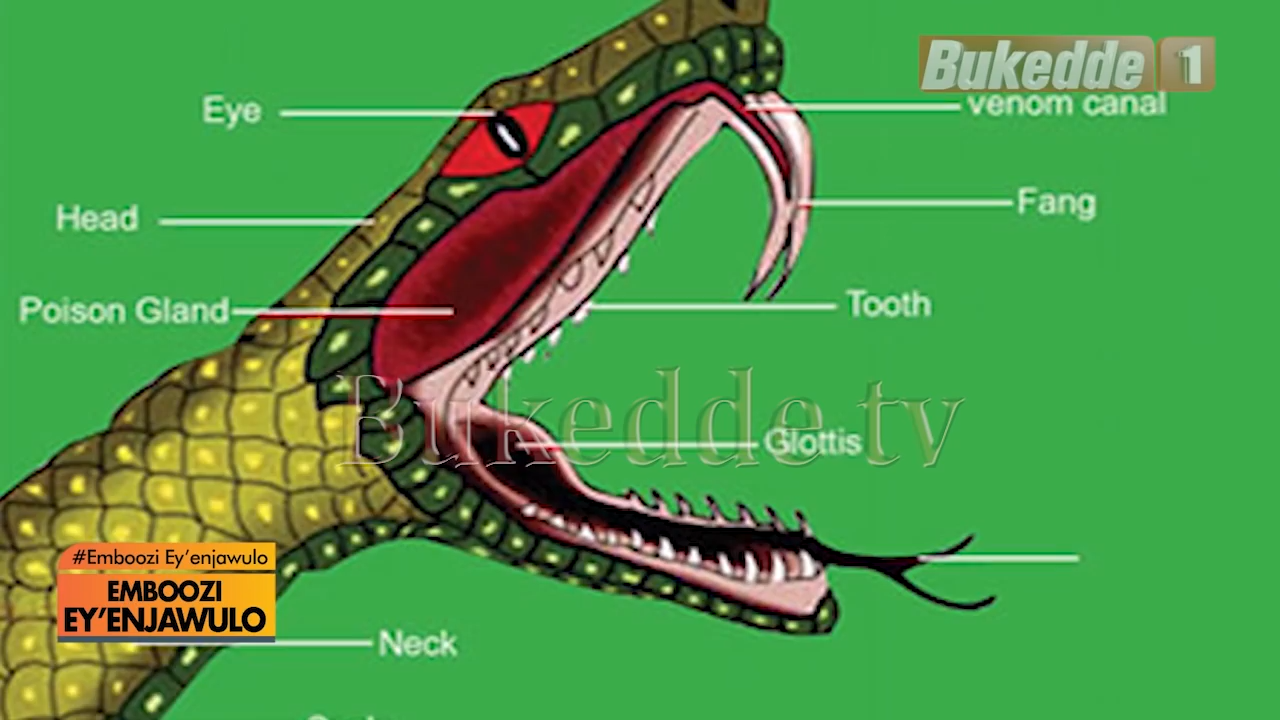 Bukedde 1
Eye
venom canal
Head
Fang
Poison Gland
Tooth
Bukedde tv
Glottis
#Emboozi Ey'enjawulo
EMBOOZI
EY'ENJAWULO
Neck